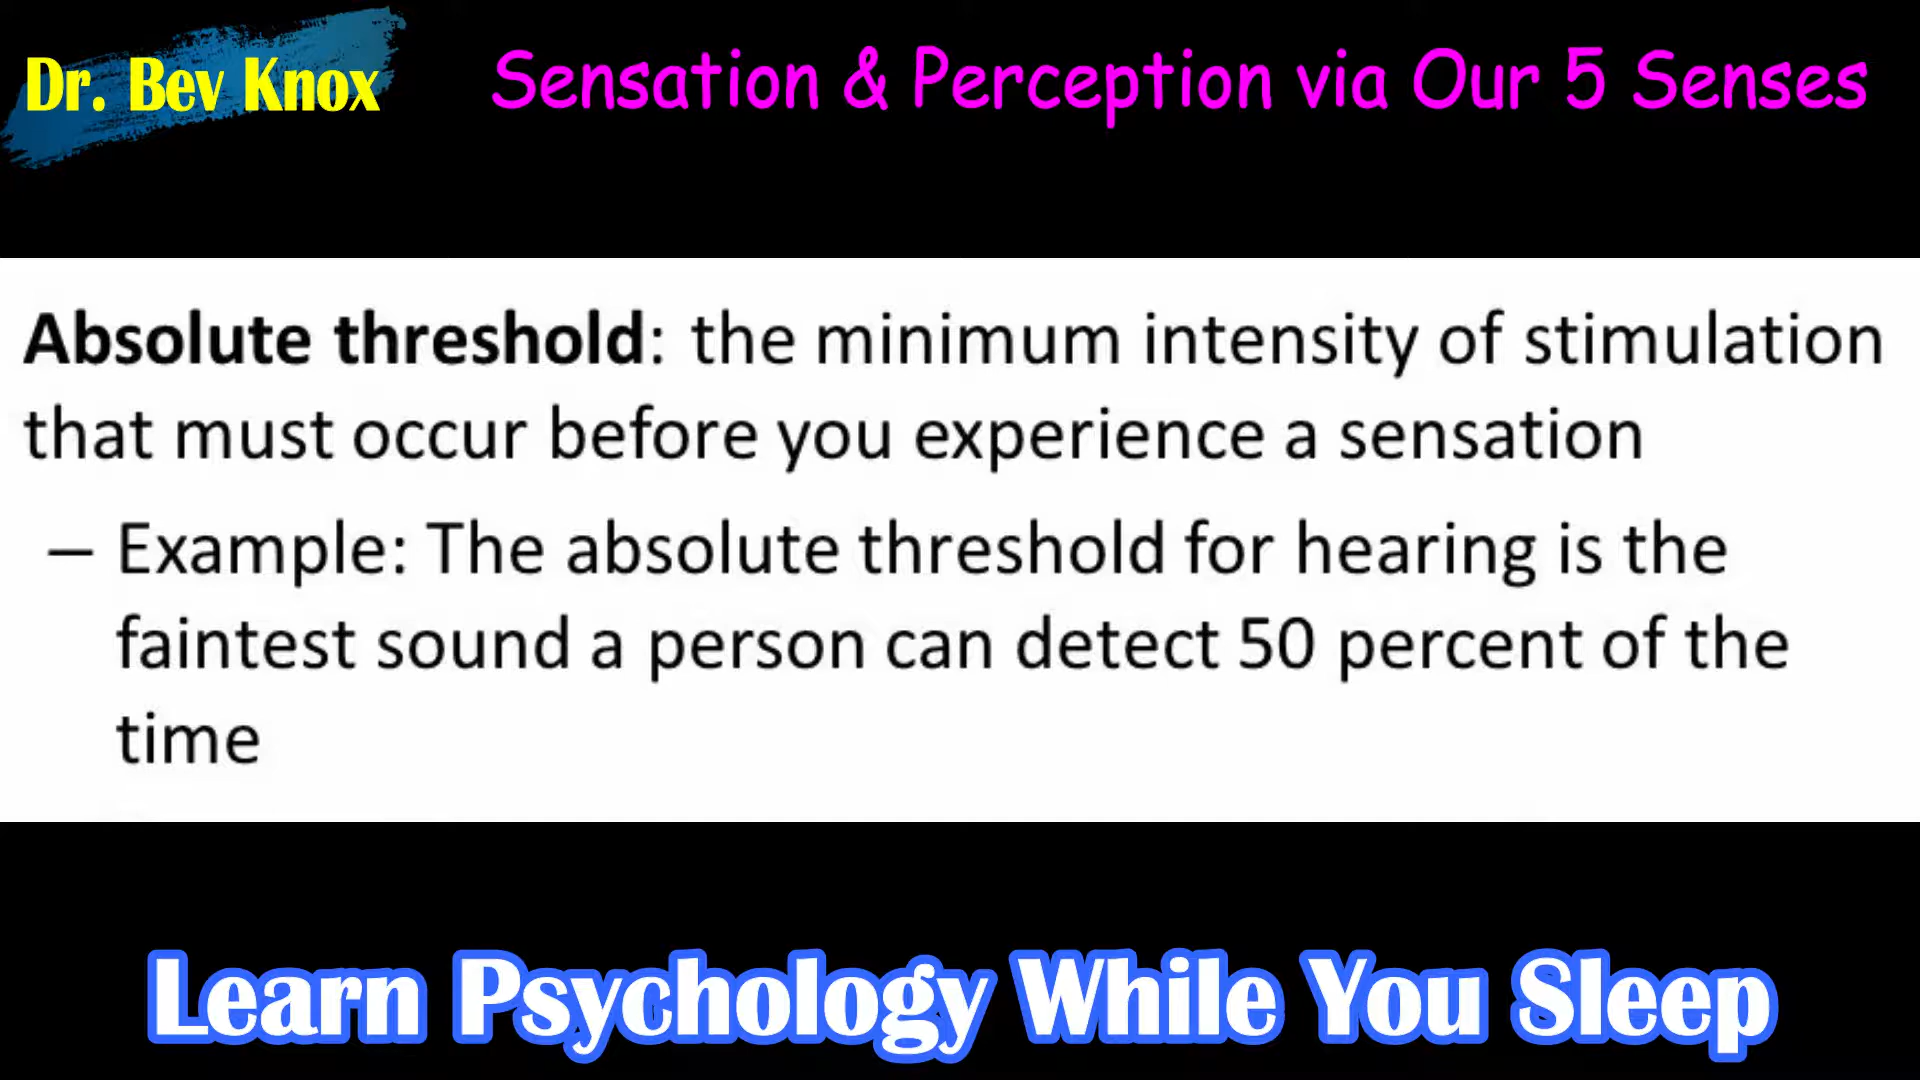 Dr. Bev Knox
Sensation & Perception via Our 5 Senses
Absolute threshold: the minimum intensity of stimulation
that must occur before you experience a sensation
– Example: The absolute threshold for hearing is the
faintest sound a person can detect 50 percent of the
time
Learn Psychology While You Sleep